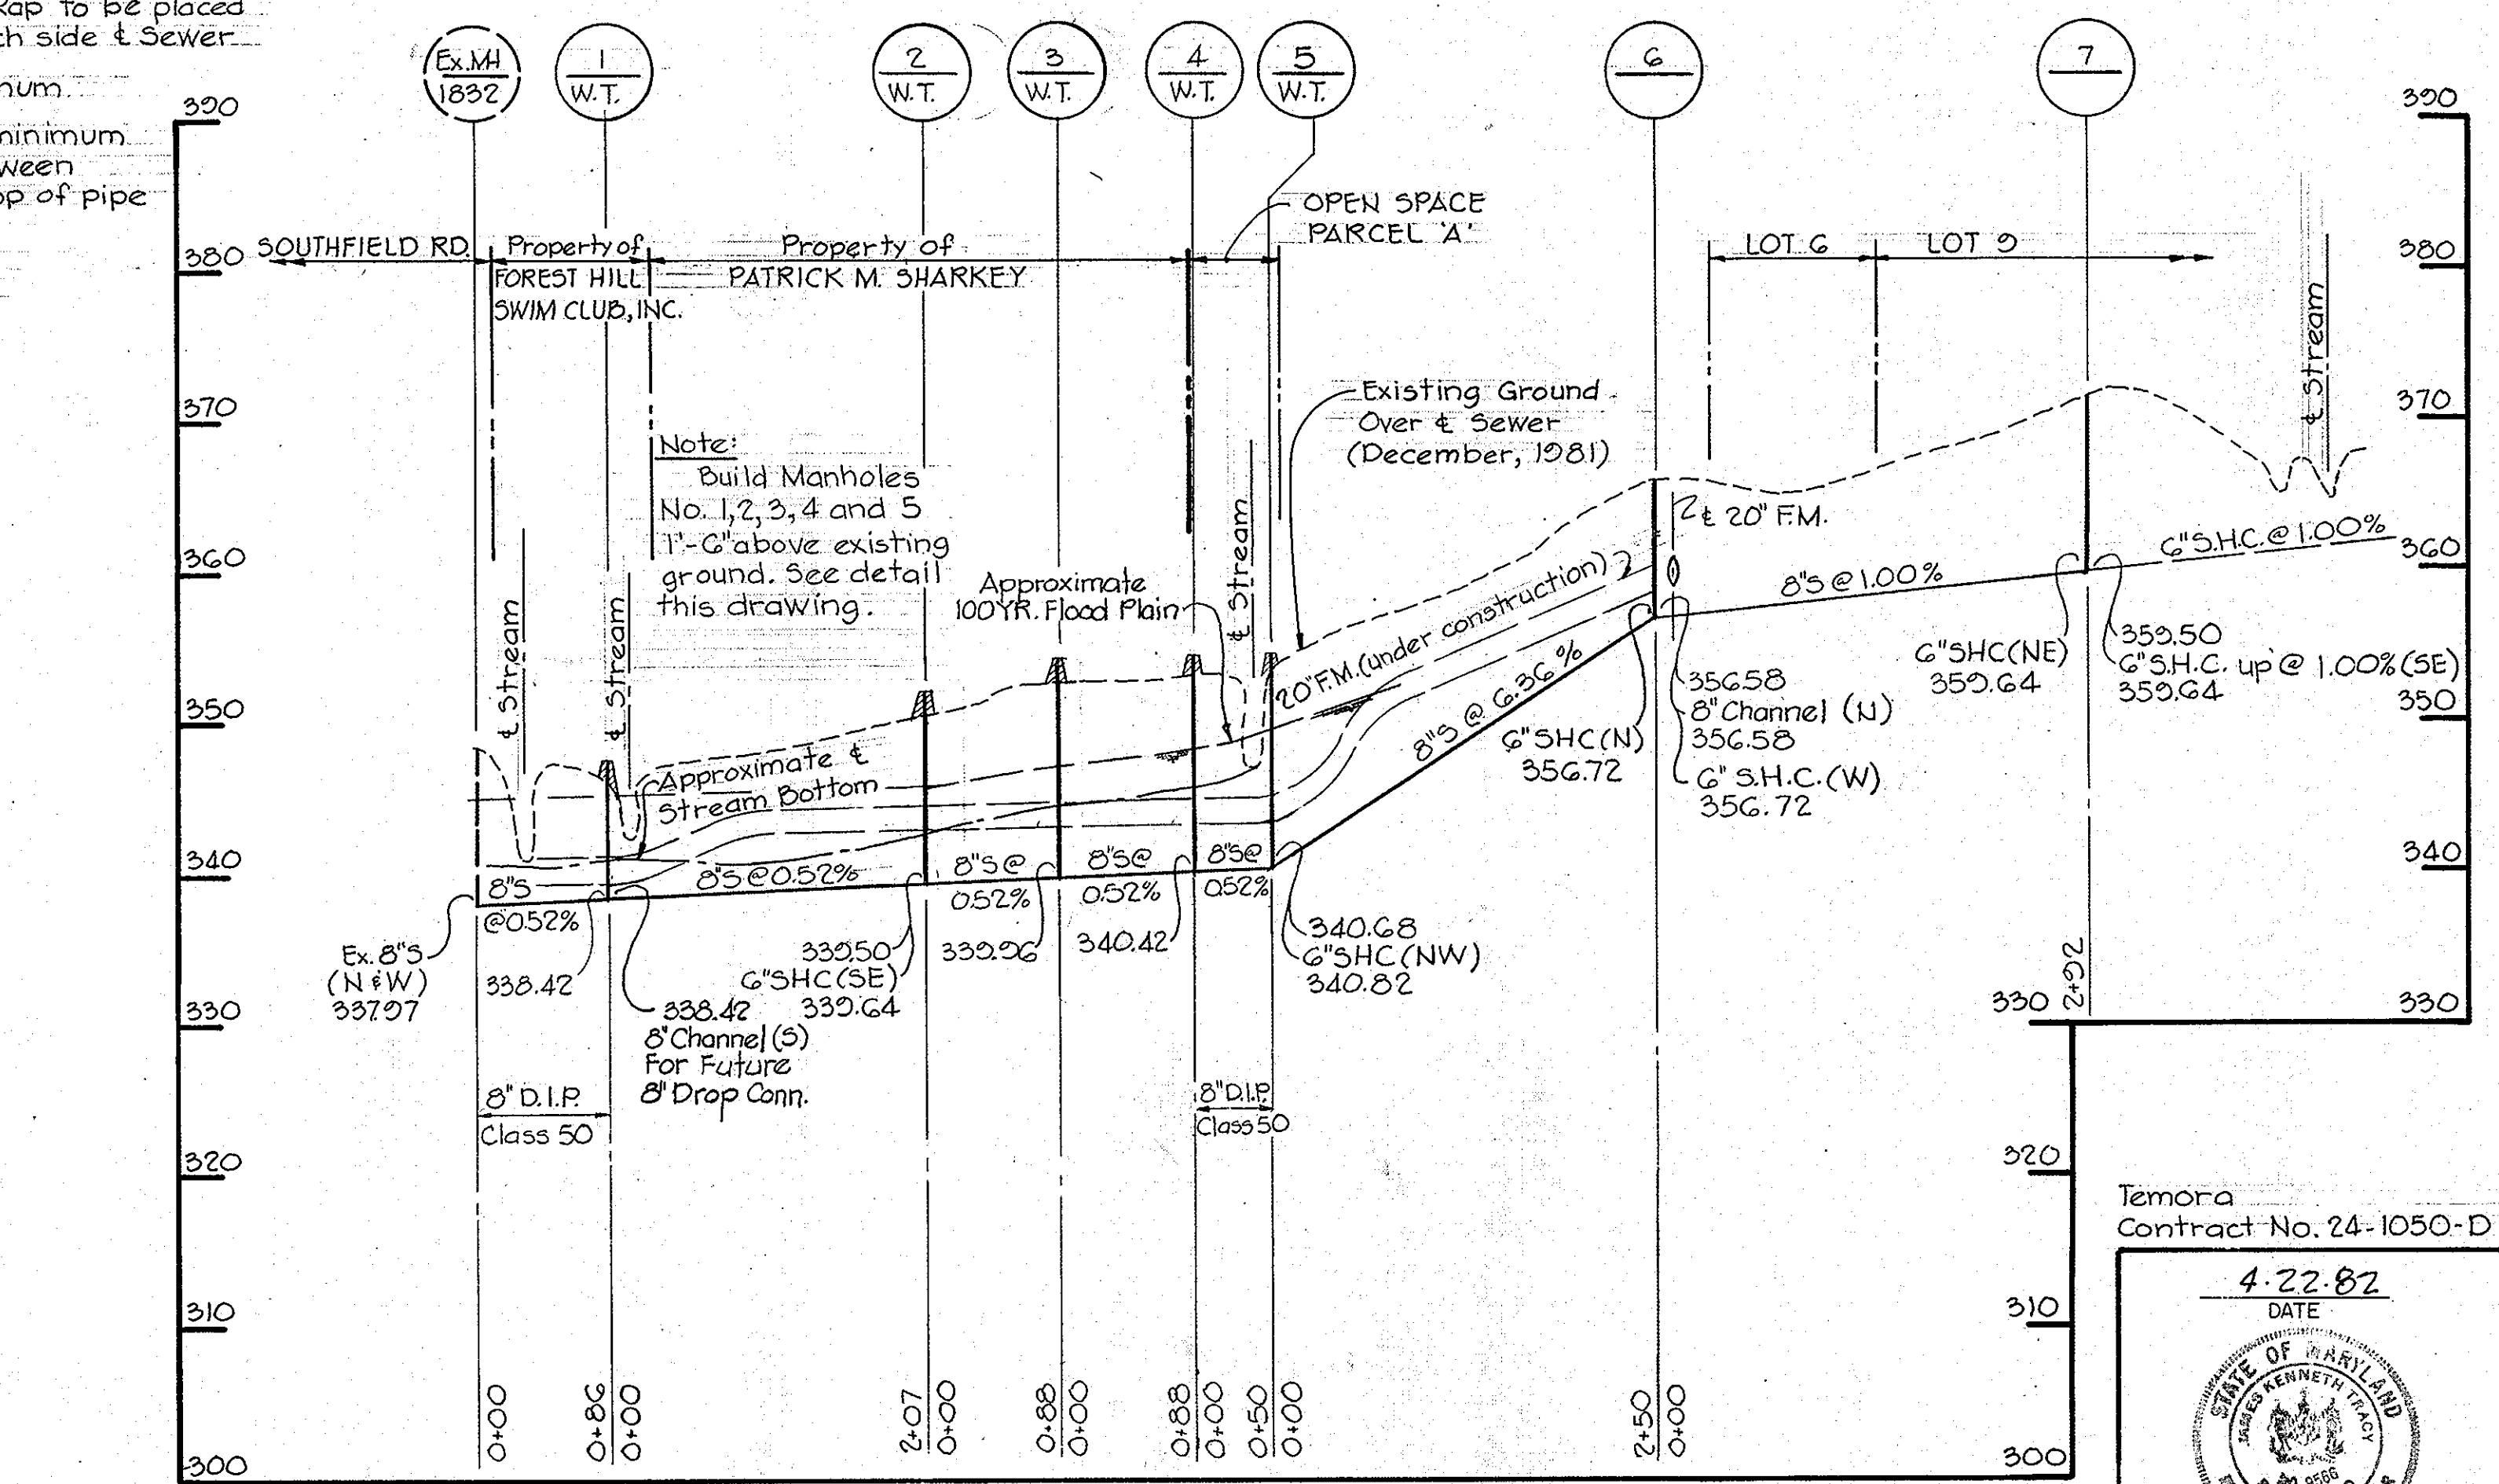 Rap to be placed
side ₵ Sewer
minimum
of pipe
Ex.MH
1832
1
W.T.
2
W.T.
3
W.T.
4
W.T.
5
W.T.
6
7
390
390
OPEN SPACE
PARCEL 'A'
380
SOUTHFIELD RD.
Property of
FOREST HILL
SWIM CLUB, INC.
Property of
PATRICK M. SHARKEY
LOT 6
LOT 9
380
₵ Stream
370
370
Existing Ground
Over ₵ Sewer
(December, 1981)
Note:
Build Manholes
No. 1, 2, 3, 4 and 5
1'-6" above existing
ground. See detail
this drawing.
₵ 20" F.M.
360
360
6" S.H.C. @ 1.00%
8"S @ 1.00%
Approximate
100 YR. Flood Plain
₵ Stream
₵ Stream
₵ Stream
20" F.M. (under construction)
8"S @ 6.36 %
350
350
Approximate ₵
Stream Bottom
6"SHC(N)
356.72
356.58
8" Channel (N)
356.58
6" S.H.C. (W)
356.72
6"SHC(NE)
359.64
359.50
6" S.H.C. up @ 1.00% (SE)
359.64
340
340
8"S
@0.52%
8"S@0.52%
8"S@
0.52%
8"S@
0.52%
8"S@
0.52%
Ex. 8"S
(N & W)
337.97
338.42
338.42
8" Channel (S)
For Future
8" Drop Conn.
339.50
6"SHC(SE)
339.64
339.96
340.42
340.68
6"SHC (NW)
340.82
2+92
330
330
330
8" D.I.P.
Class 50
8" D.I.P.
Class 50
320
320
310
310
300
300
0+00
0+86
0+00
2+07
0+00
0+88
0+00
0+88
0+00
0+50
0+00
2+50
0+00
Temora
Contract No. 24-1050-D
4·22·82
DATE
STATE OF MARYLAND
JAMES KENNETH TRACY
9566